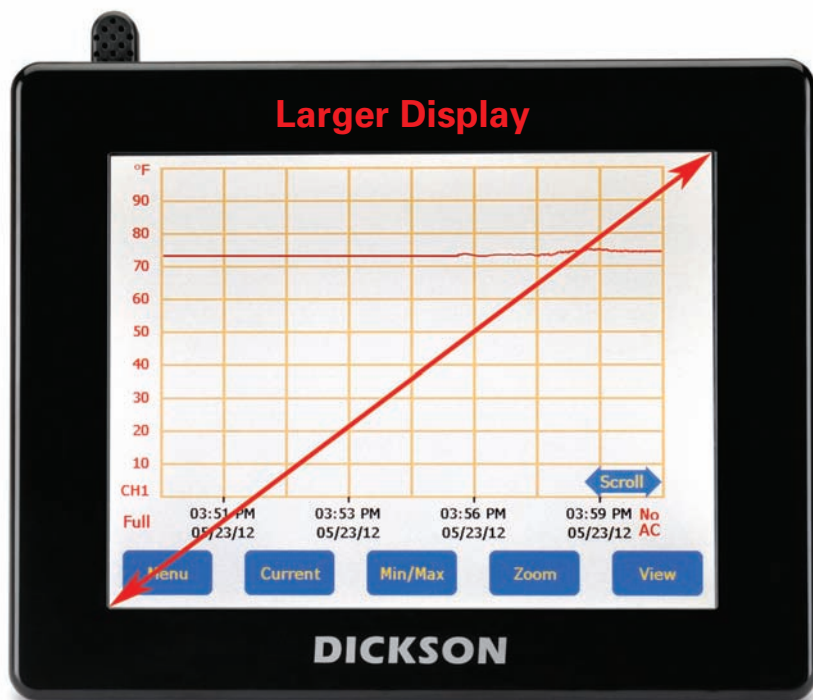 Larger Display
°F
90
80
70
60
50
40
30
20
10
CH1
Scroll
Full
03:51 PM
05/23/12
03:53 PM
05/23/12
03:56 PM
05/23/12
03:59 PM
05/23/12
No
AC
Menu
Current
Min/Max
Zoom
View
DICKSON